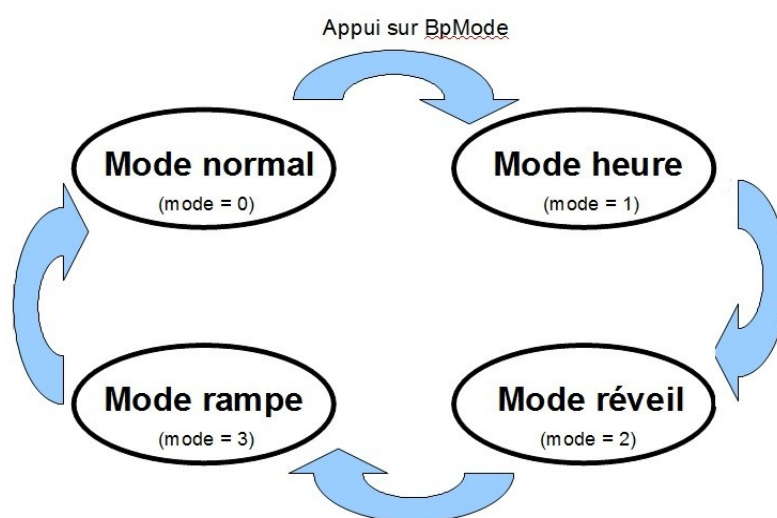 Appui sur BpMode
Mode normal
(mode = 0)
Mode heure
(mode = 1)
Mode rampe
(mode = 3)
Mode réveil
(mode = 2)